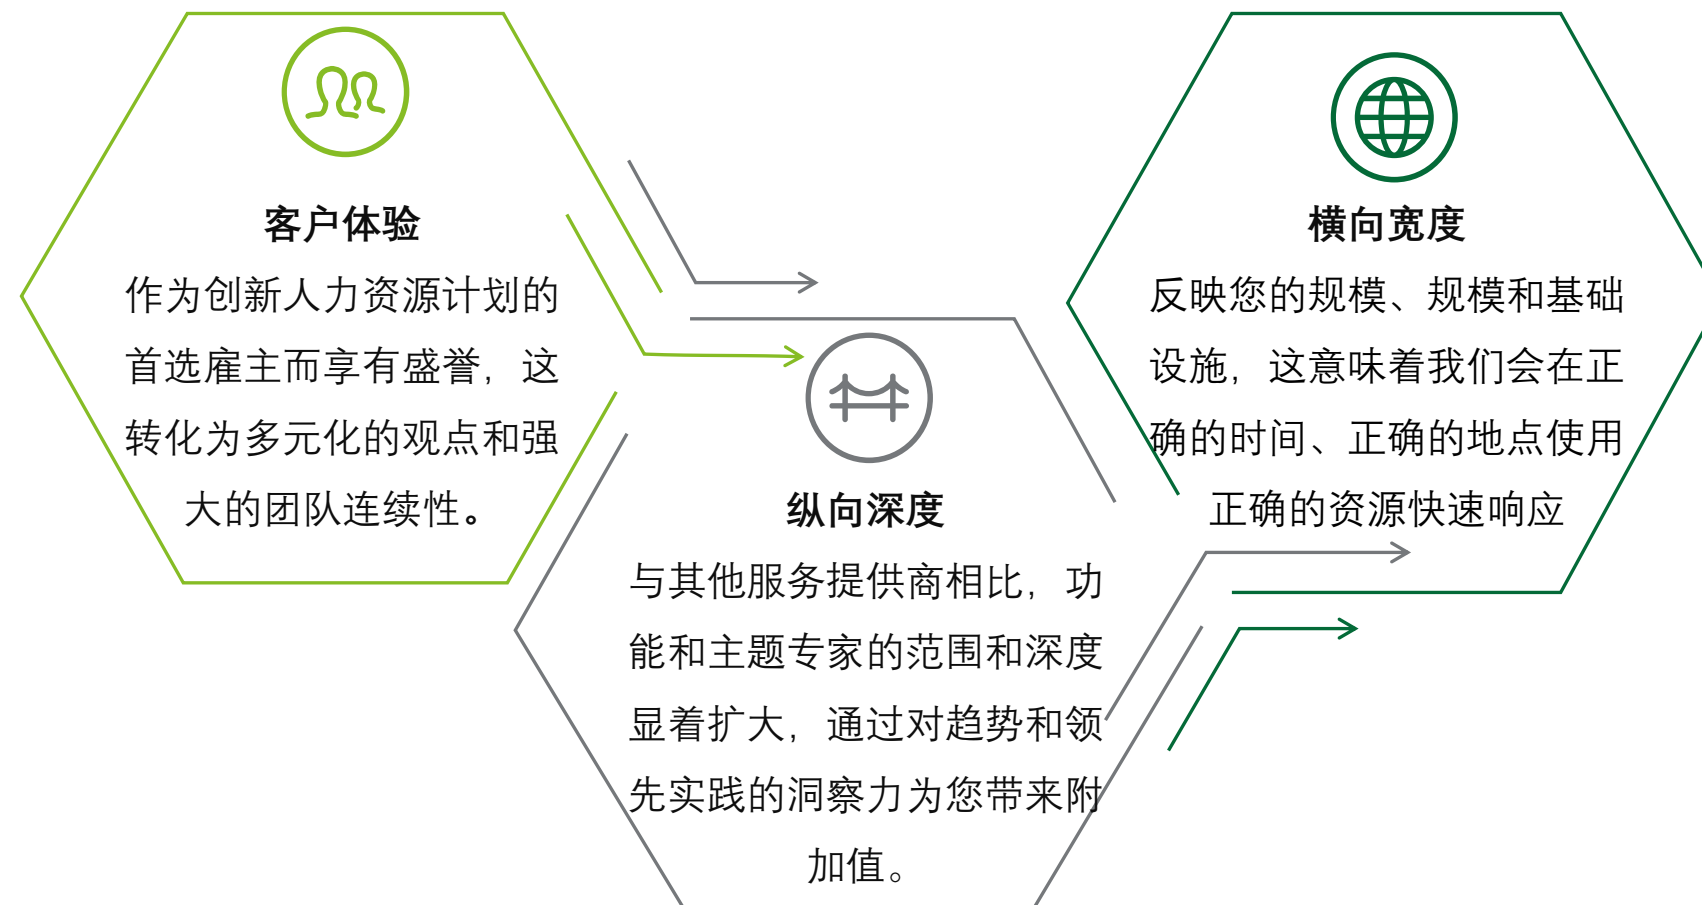 客户体验
作为创新人力资源计划的
首选雇主而享有盛誉，这
转化为多元化的观点和强
大的团队连续性。
纵向深度
与其他服务提供商相比，功
能和主题专家的范围和深度
显着扩大，通过对趋势和领
先实践的洞察力为您带来附
加值。
横向宽度
反映您的规模、规模和基础
设施，这意味着我们会在正
确的时间、正确的地点使用
正确的资源快速响应